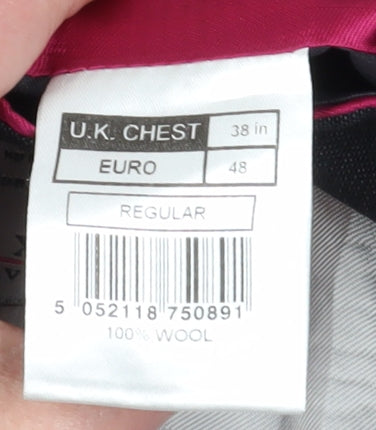 U.K. CHEST 38 in
EURO 48
REGULAR
5 052118 750891
100% WOOL